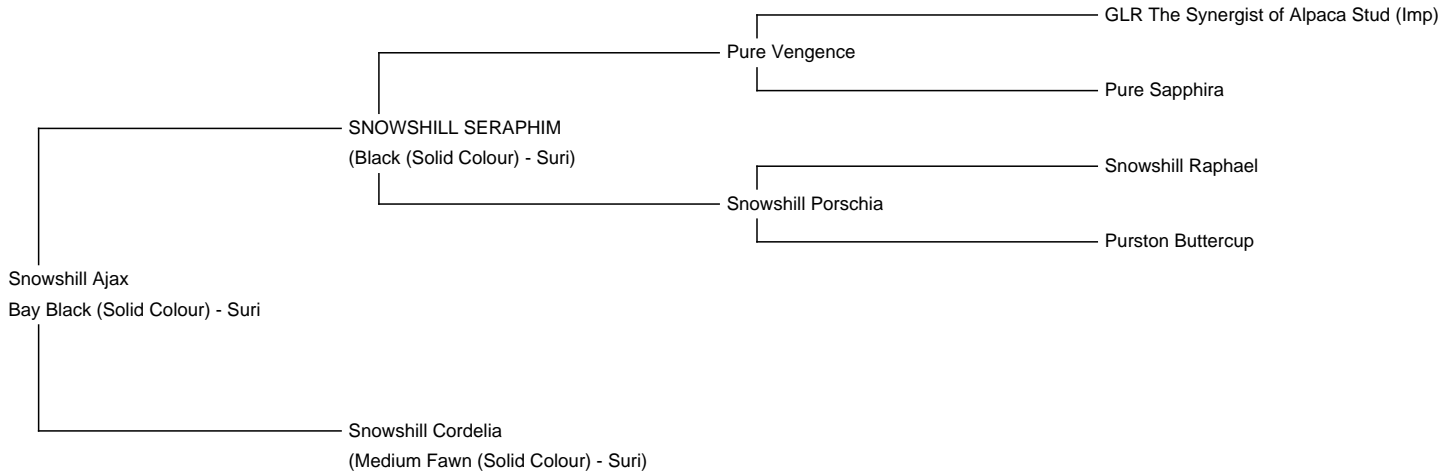 GLR The Synergist of Alpaca Stud (Imp)
Pure Vengence
Pure Sapphira
SNOWSHILL SERAPHIM
(Black (Solid Colour) - Suri)
Snowshill Raphael
Snowshill Porschia
Purston Buttercup
Snowshill Ajax
Bay Black (Solid Colour) - Suri
Snowshill Cordelia
(Medium Fawn (Solid Colour) - Suri)